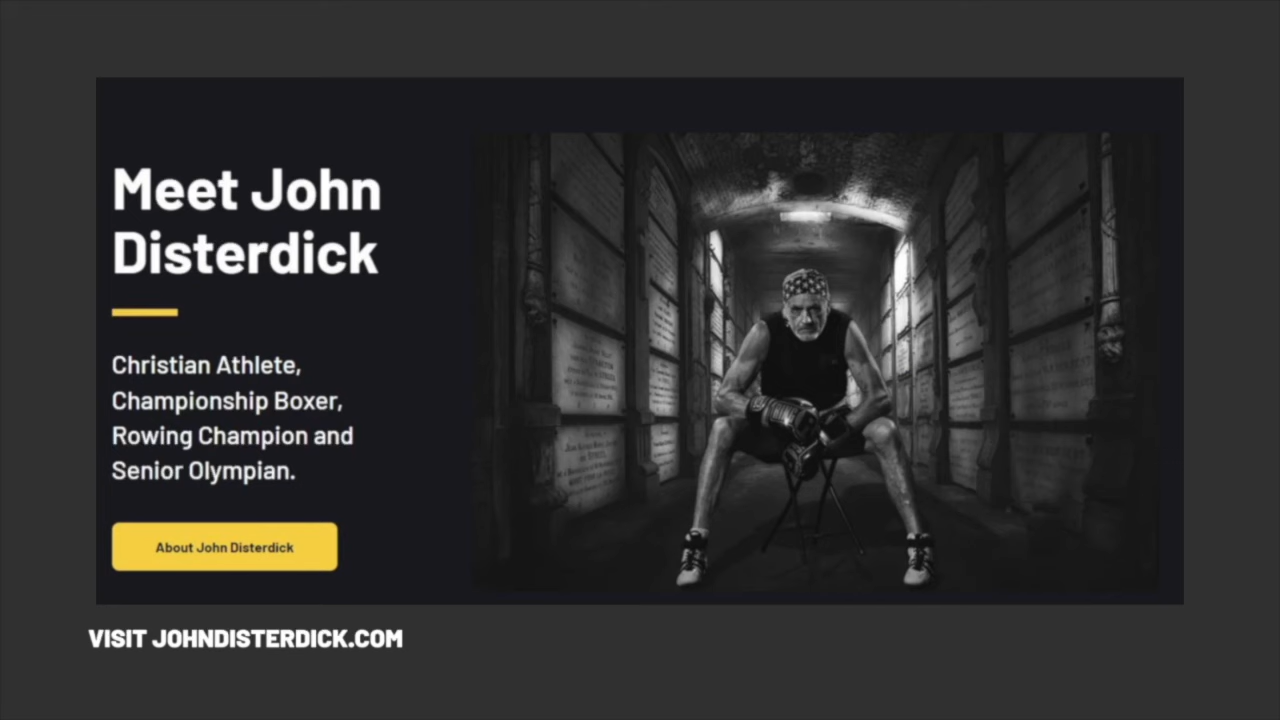 Meet John
Disterdick
Christian Athlete,
Championship Boxer,
Rowing Champion and
Senior Olympian.
About John Disterdick
VISIT JOHNDISTERDICK.COM